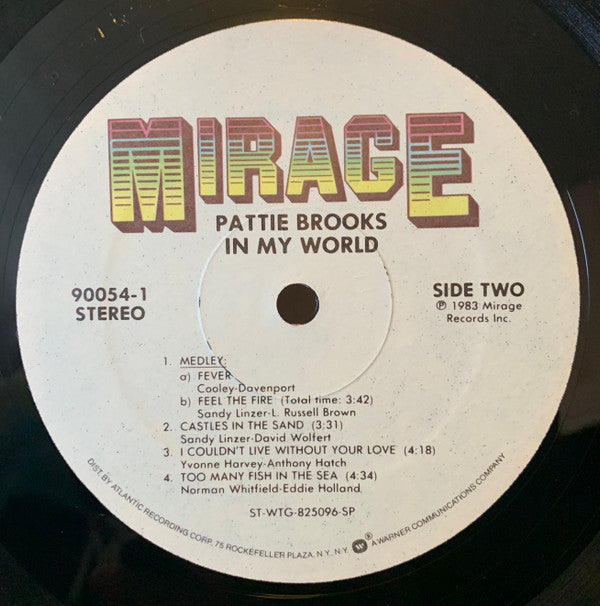 MIRAGE
PATTIE BROOKS
IN MY WORLD
90054-1
STEREO
SIDE TWO
℗ 1983 Mirage
Records Inc.
1. MEDLEY:
a) FEVER
Cooley-Davenport
b) FEEL THE FIRE (Total time: 3:42)
Sandy Linzer-L. Russell Brown
2. CASTLES IN THE SAND (3:31)
Sandy Linzer-David Wolfert
3. I COULDN'T LIVE WITHOUT YOUR LOVE (4:18)
Yvonne Harvey-Anthony Hatch
4. TOO MANY FISH IN THE SEA (4:34)
Norman Whitfield-Eddie Holland
ST-WTG-825096-SP
DIST. BY ATLANTIC RECORDING CORP. 75 ROCKEFELLER PLAZA, N.Y., N.Y. W ® A WARNER COMMUNICATIONS COMPANY